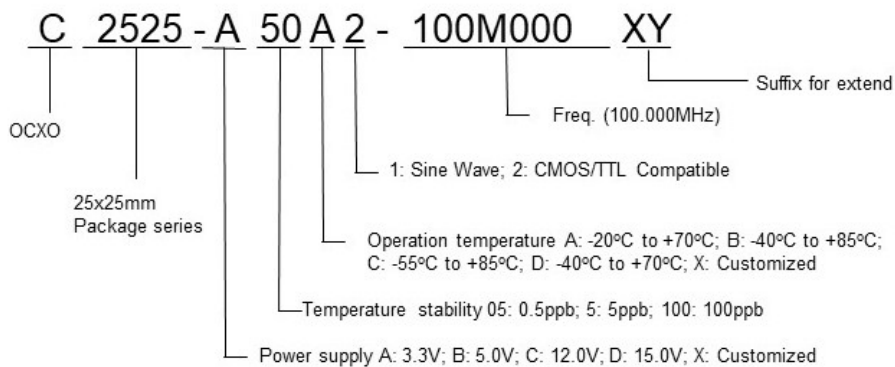 C 2525 - A 50 A 2 - 100M000 XY
Suffix for extend
Freq. (100.000MHz)
OCXO
1: Sine Wave; 2: CMOS/TTL Compatible
25x25mm
Package series
Operation temperature A: -20ºC to +70ºC; B: -40ºC to +85ºC;
C: -55ºC to +85ºC; D: -40ºC to +70ºC; X: Customized
Temperature stability 05: 0.5ppb; 5: 5ppb; 100: 100ppb
Power supply A: 3.3V; B: 5.0V; C: 12.0V; D: 15.0V; X: Customized